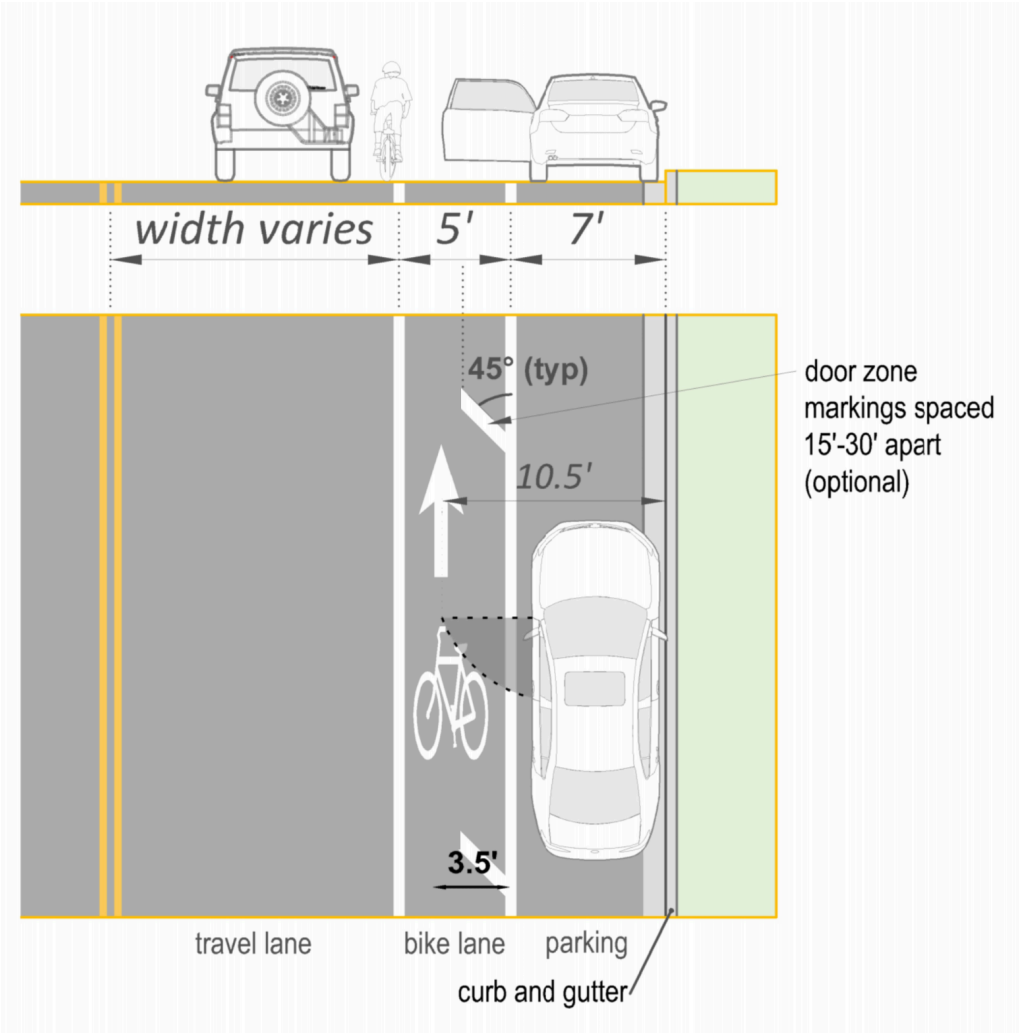 width varies
5'
7'
45° (typ)
door zone
markings spaced
15'-30' apart
(optional)
10.5'
3.5'
travel lane
bike lane
parking
curb and gutter